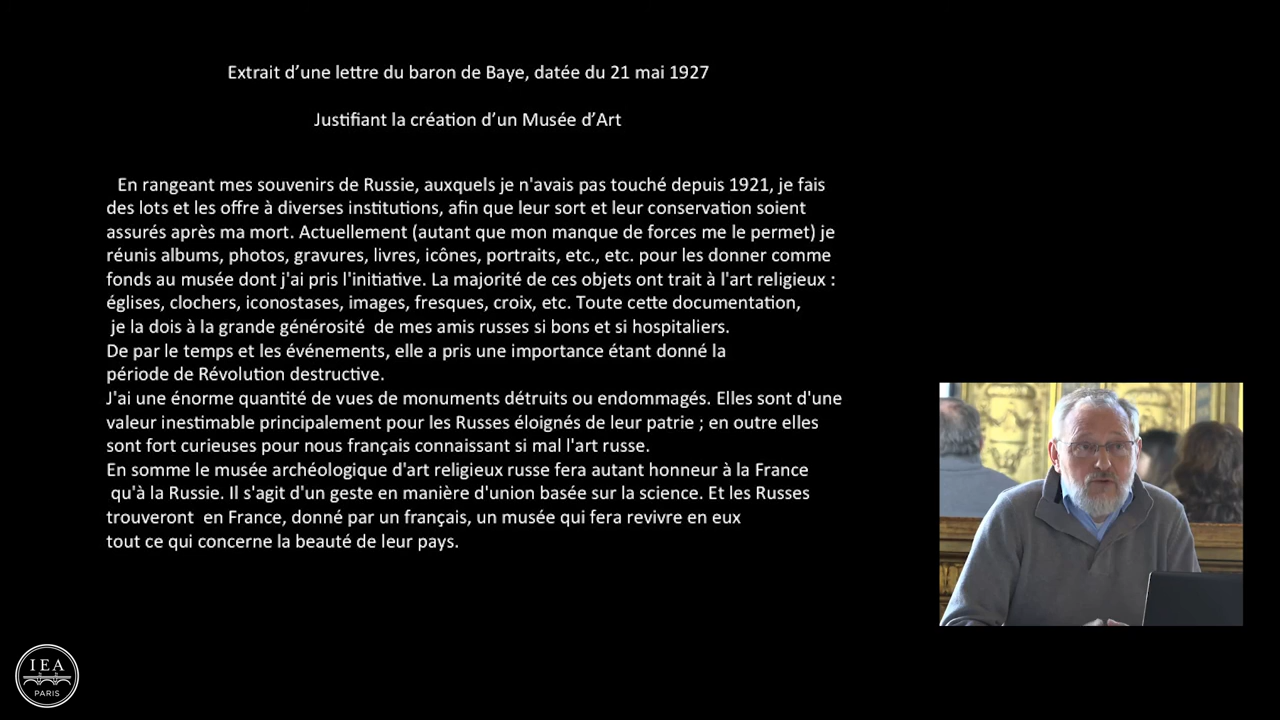 Extrait d’une lettre du baron de Baye, datée du 21 mai 1927
Justifiant la création d’un Musée d’Art
En rangeant mes souvenirs de Russie, auxquels je n'avais pas touché depuis 1921, je fais
des lots et les offre à diverses institutions, afin que leur sort et leur conservation soient
assurés après ma mort. Actuellement (autant que mon manque de forces me le permet) je
réunis albums, photos, gravures, livres, icônes, portraits, etc., etc. pour les donner comme
fonds au musée dont j'ai pris l'initiative. La majorité de ces objets ont trait à l'art religieux :
églises, clochers, iconostases, images, fresques, croix, etc. Toute cette documentation,
je la dois à la grande générosité  de mes amis russes si bons et si hospitaliers.
De par le temps et les événements, elle a pris une importance étant donné la
période de Révolution destructive.
J'ai une énorme quantité de vues de monuments détruits ou endommagés. Elles sont d'une
valeur inestimable principalement pour les Russes éloignés de leur patrie ; en outre elles
sont fort curieuses pour nous français connaissant si mal l'art russe.
En somme le musée archéologique d'art religieux russe fera autant honneur à la France
qu'à la Russie. Il s'agit d'un geste en manière d'union basée sur la science. Et les Russes
trouveront  en France, donné par un français, un musée qui fera revivre en eux
tout ce qui concerne la beauté de leur pays.
IEA
PARIS